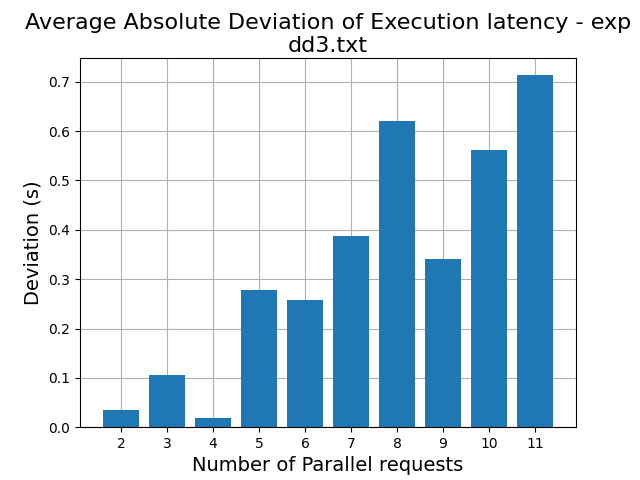 Average Absolute Deviation of Execution latency - exp
dd3.txt
0.7
0.6
0.5
0.4
0.3
0.2
0.1
0.0
Deviation (s)
2 3 4 5 6 7 8 9 10 11
Number of Parallel requests